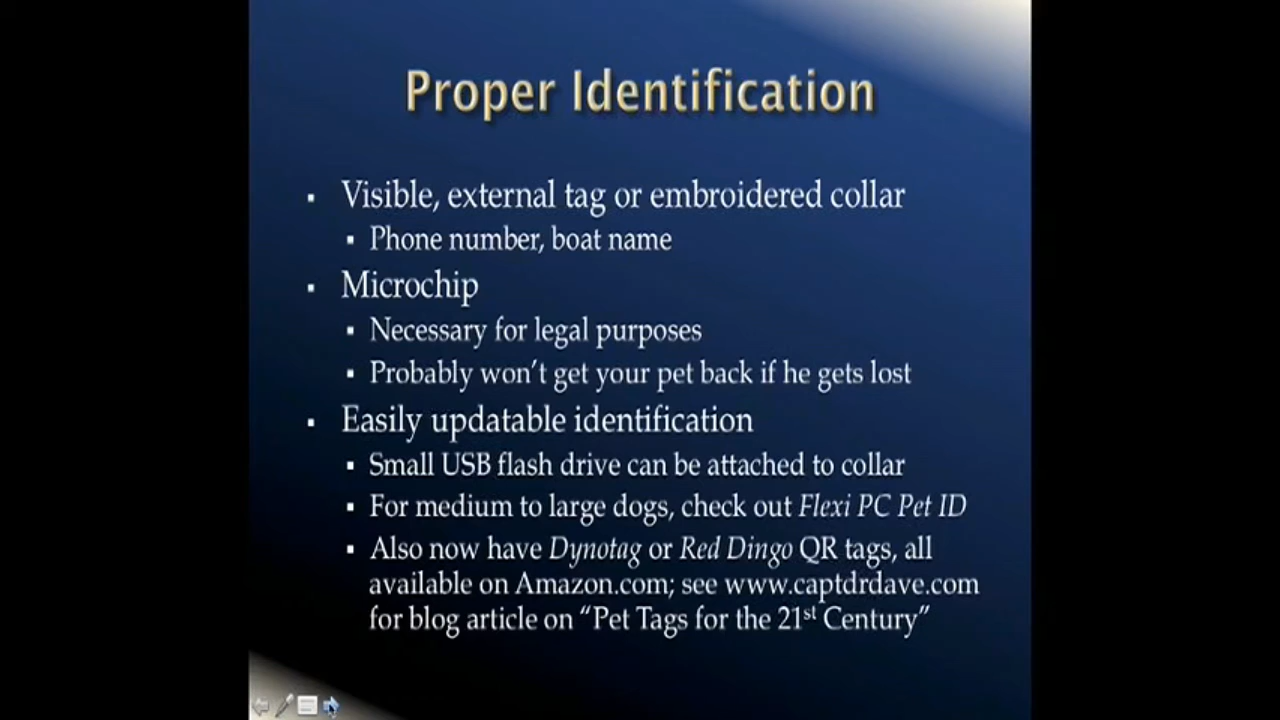 Proper Identification
Visible, external tag or embroidered collar
Phone number, boat name
Microchip
Necessary for legal purposes
Probably won’t get your pet back if he gets lost
Easily updatable identification
Small USB flash drive can be attached to collar
For medium to large dogs, check out Flexi PC Pet ID
Also now have Dynotag or Red Dingo QR tags, all
available on Amazon.com; see www.captdrdave.com
for blog article on “Pet Tags for the 21st Century”